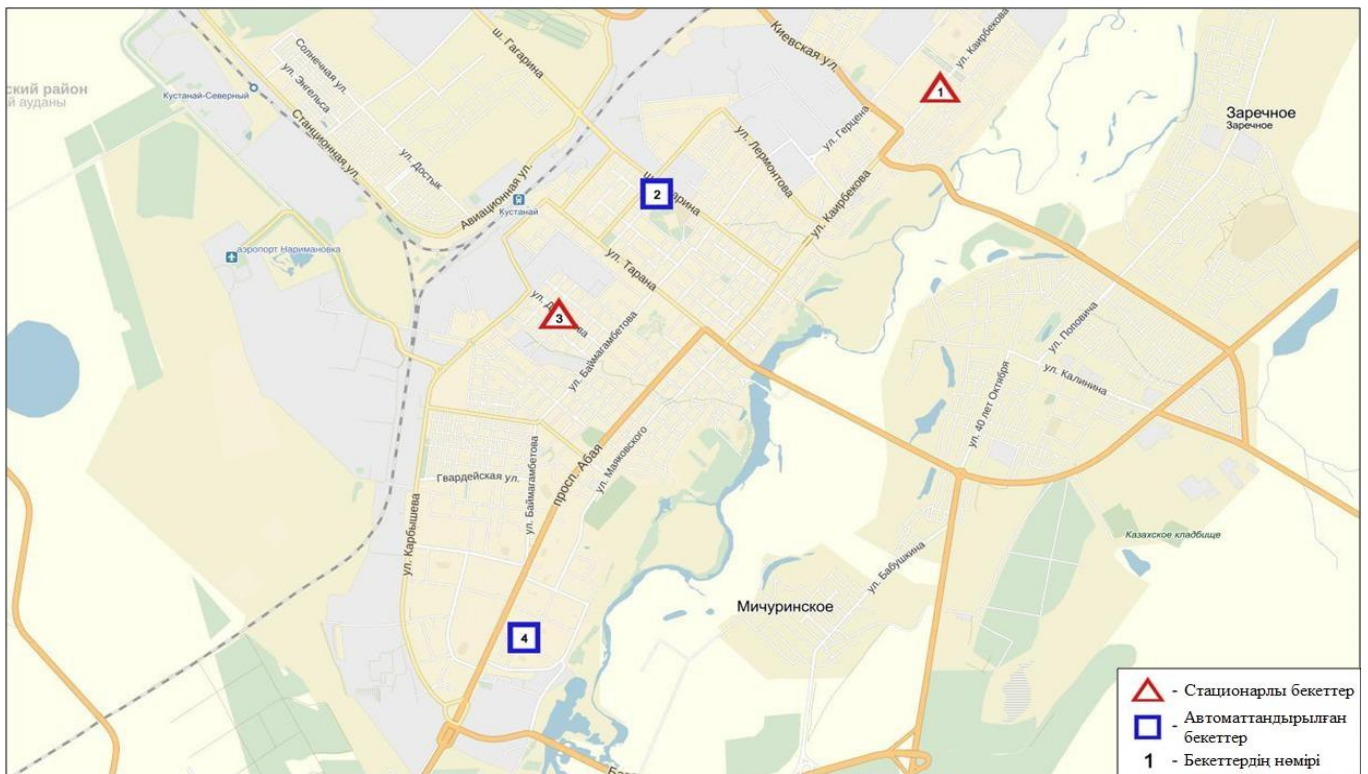 ский район
й ауданы
Кустанай-Северный
Солнечная ул.
ул. Энгельса
Станционная ул.
ул. Достык
ш. Гагарина
Авиационная ул.
Кустанай
аэропорт Наримановка
Киевская ул.
ул. Каирбекова
1
ул. Герцена
ул. Лермонтова
2
ул. Каирбекова
Заречное
Заречное
ул. Тарана
3
ул. Баймагамбетова
ул. Поповича
ул. Калинина
ул. 40 лет Октября
Гвардейская ул.
ул. Баймагамбетова
просп. Абая
ул. Маяковского
ул. Карбышева
Казахское кладбище
ул. Бабушкина
Мичуринское
4
- Стационарлы бекеттер
- Автоматтандырылған
бекеттер
1 - Бекеттердің нөмірі